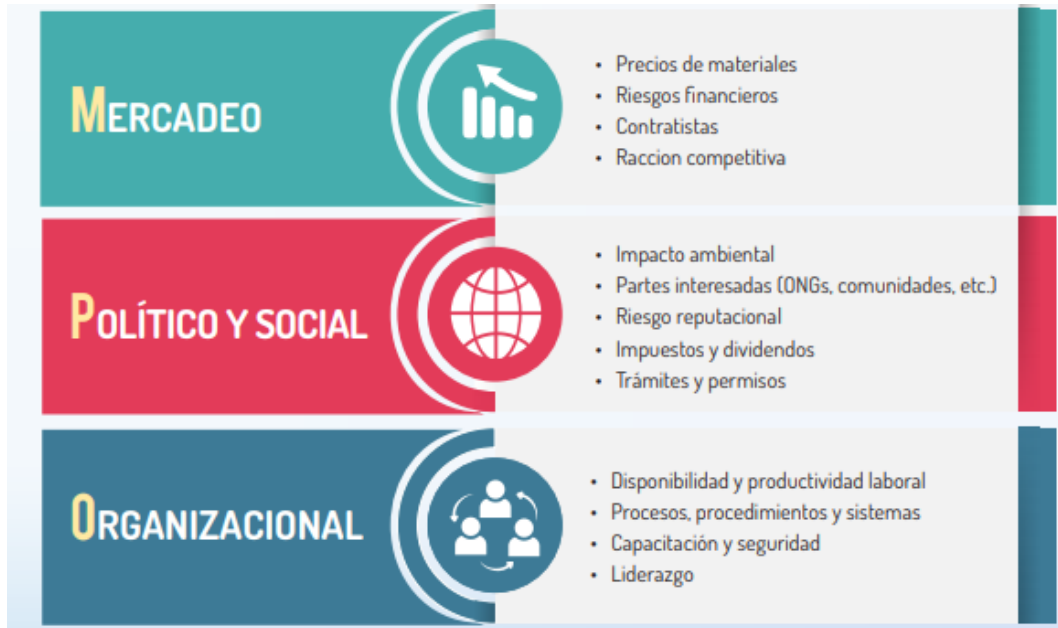 MERCADEO
• Precios de materiales
• Riesgos financieros
• Contratistas
• Raccion competitiva
POLÍTICO Y SOCIAL
• Impacto ambiental
• Partes interesadas (ONGs, comunidades, etc.)
• Riesgo reputacional
• Impuestos y dividendos
• Trámites y permisos
ORGANIZACIONAL
• Disponibilidad y productividad laboral
• Procesos, procedimientos y sistemas
• Capacitación y seguridad
• Liderazgo